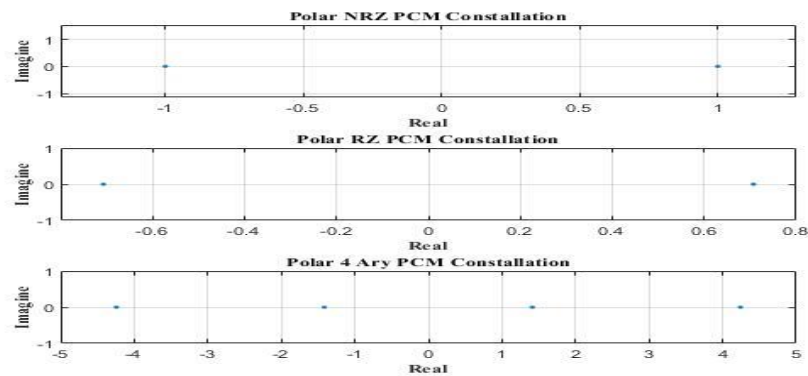 Polar NRZ PCM Constallation
1
0
-1
Imagine
-1 -0.5 0 0.5 1
Real
Polar RZ PCM Constallation
1
0
-1
Imagine
-0.6 -0.4 -0.2 0 0.2 0.4 0.6 0.8
Real
Polar 4 Ary PCM Constallation
1
0
-1
Imagine
-5 -4 -3 -2 -1 0 1 2 3 4 5
Real